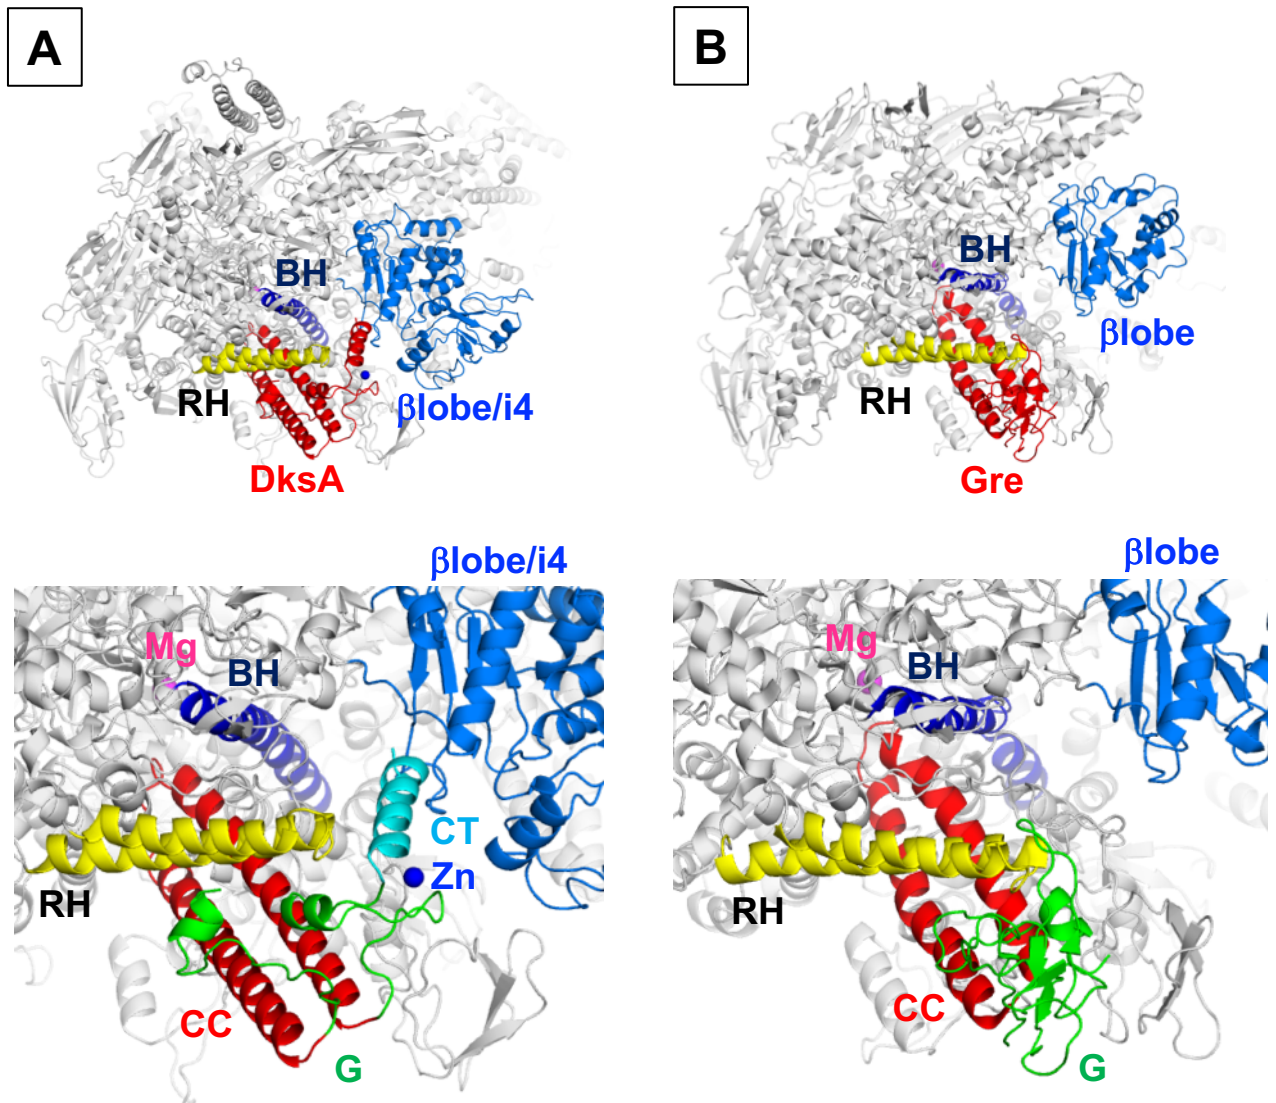 A
B
BH
BH
βlobe
RH
RH
βlobe/i4
DksA
Gre
βlobe/i4
βlobe
Mg
BH
Mg
BH
CT
Zn
RH
RH
CC
CC
G
G